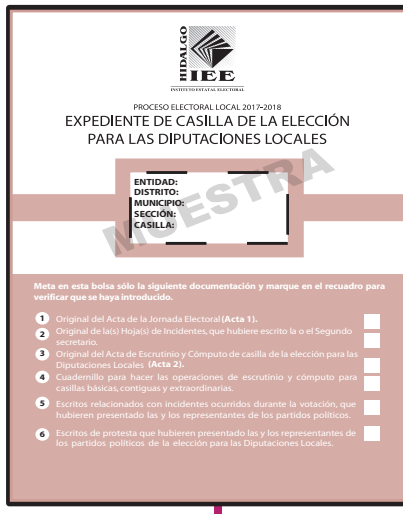 HIDALGO
IEE
INSTITUTO ESTATAL ELECTORAL
PROCESO ELECTORAL LOCAL 2017-2018
EXPEDIENTE DE CASILLA DE LA ELECCIÓN
PARA LAS DIPUTACIONES LOCALES
MUESTRA
ENTIDAD:
DISTRITO:
MUNICIPIO:
SECCIÓN:
CASILLA:
Meta en esta bolsa sólo la siguiente documentación y marque en el recuadro para
verificar que se haya introducido.
1 Original del Acta de la Jornada Electoral (Acta 1).
2 Original de la(s) Hoja(s) de Incidentes, que hubiere escrito la o el Segundo
secretario.
3 Original del Acta de Escrutinio y Cómputo de casilla de la elección para las
Diputaciones Locales (Acta 2).
4 Cuadernillo para hacer las operaciones de escrutinio y cómputo para
casillas básicas, contiguas y extraordinarias.
5 Escritos relacionados con incidentes ocurridos durante la votación, que
hubieren presentado las y los representantes de los partidos políticos.
6 Escritos de protesta que hubieren presentado las y los representantes de
los partidos políticos de la elección para las Diputaciones Locales.